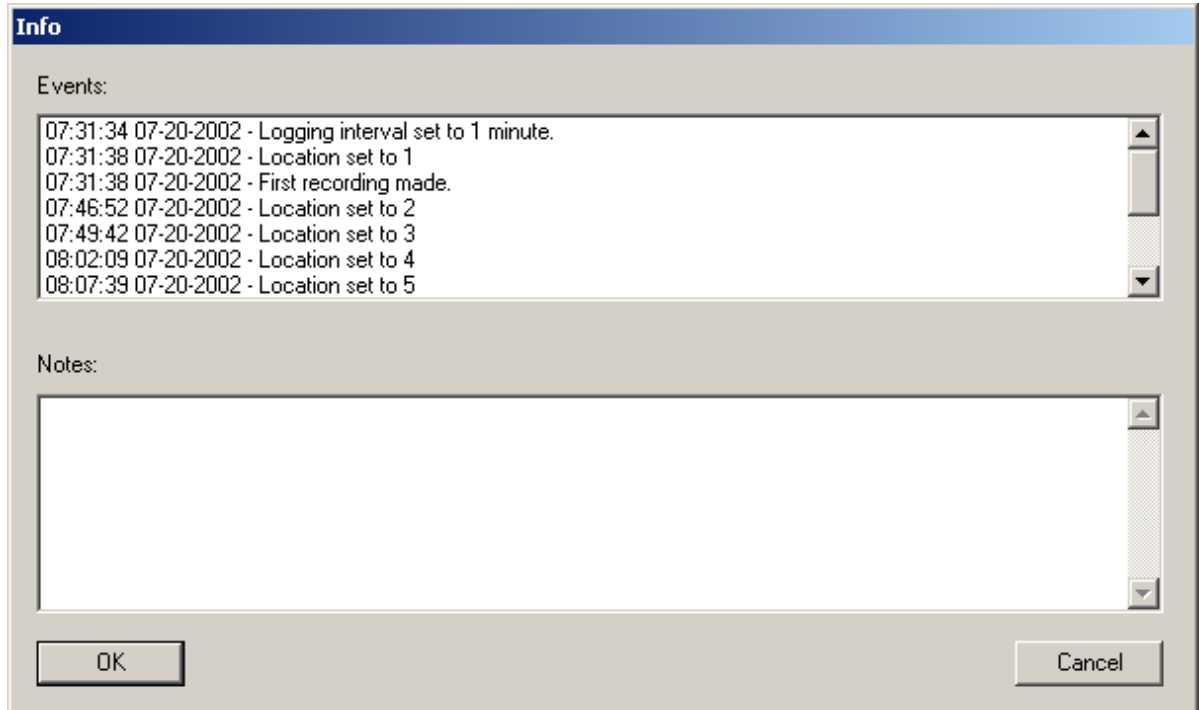 Info
Events:
07:31:34 07-20-2002 - Logging interval set to 1 minute.
07:31:38 07-20-2002 - Location set to 1
07:31:38 07-20-2002 - First recording made.
07:46:52 07-20-2002 - Location set to 2
07:49:42 07-20-2002 - Location set to 3
08:02:09 07-20-2002 - Location set to 4
08:07:39 07-20-2002 - Location set to 5
Notes:
OK
Cancel